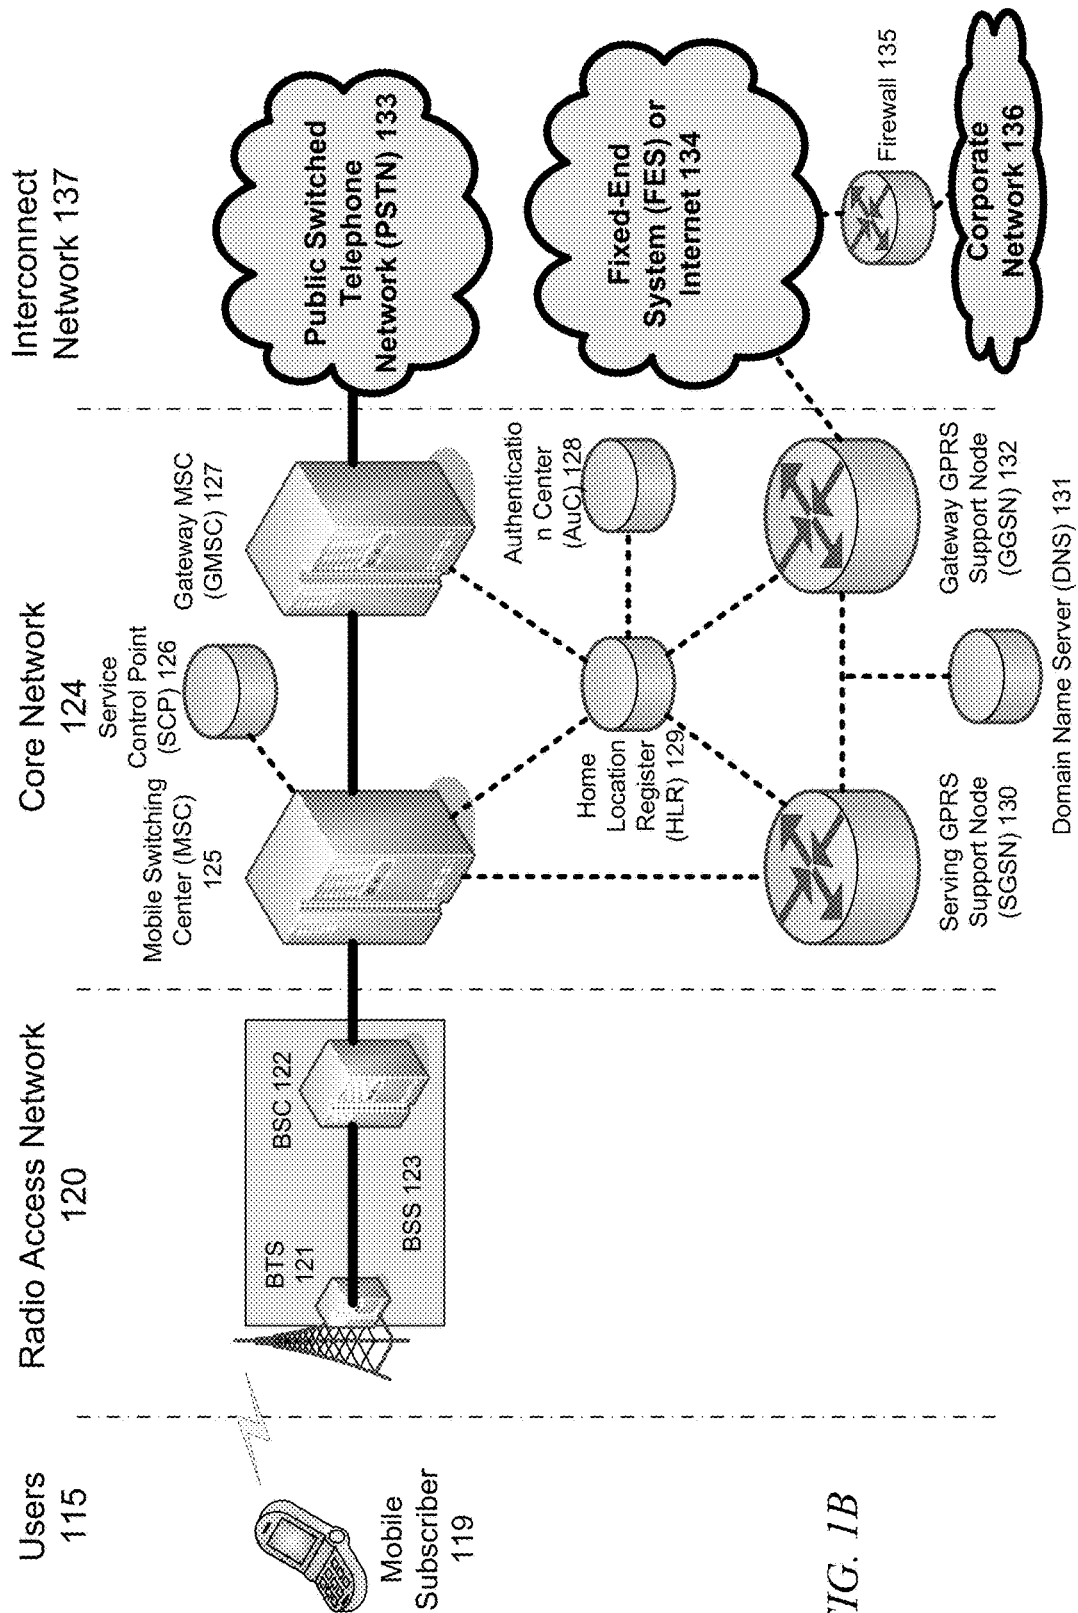 Users
115
Radio Access Network
120
Core Network
124
Interconnect
Network 137
Mobile
Subscriber
119
BTS
121
BSC 122
BSS 123
Mobile Switching
Center (MSC)
125
Service
Control Point
(SCP) 126
Gateway MSC
(GMSC) 127
Public Switched
Telephone
Network (PSTN) 133
Home
Location
Register
(HLR) 129
Authenticatio
n Center
(AuC) 128
Fixed-End
System (FES) or
Internet 134
Serving GPRS
Support Node
(SGSN) 130
Gateway GPRS
Support Node
(GGSN) 132
Domain Name Server (DNS) 131
Firewall 135
Corporate
Network 136
FIG. 1B